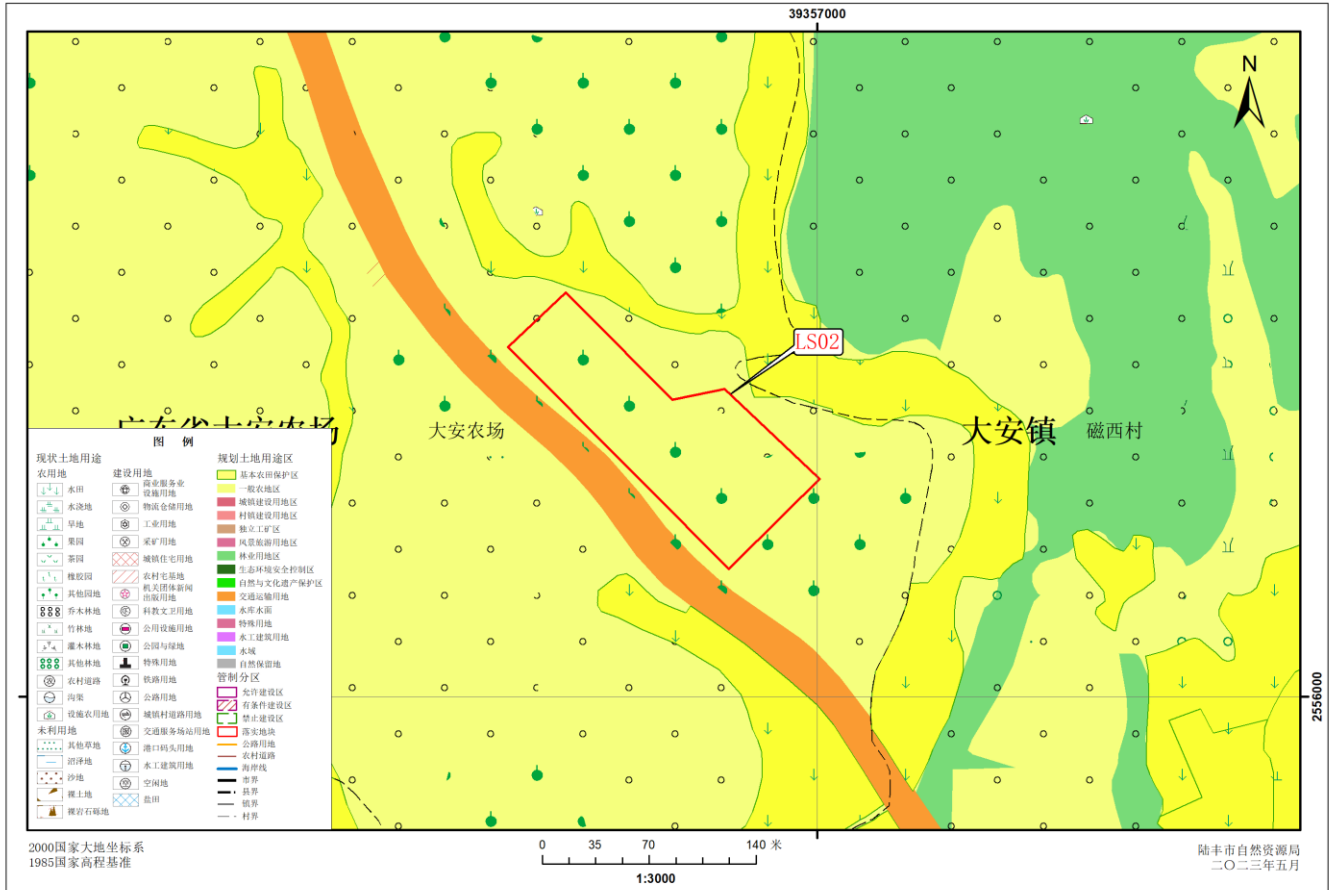 39357000
N
LS02
广东省大安农场
大安农场
大安镇
磁西村
2556000
图 例
现状土地用途
农用地
水田
水浇地
旱地
果园
茶园
橡胶园
其他园地
乔木林地
竹林地
灌木林地
其他林地
农村道路
沟渠
设施农用地
未利用地
其他草地
沼泽地
沙地
裸土地
裸岩石砾地
建设用地
商业服务业
设施用地
物流仓储用地
工业用地
采矿用地
城镇住宅用地
农村宅基地
机关团体新闻
出版用地
科教文卫用地
公用设施用地
公园与绿地
特殊用地
铁路用地
公路用地
城镇村道路用地
交通服务场站用地
港口码头用地
水工建筑用地
空闲地
盐田
规划土地用途区
基本农田保护区
一般农地区
城镇建设用地区
村镇建设用地区
独立工矿区
风景旅游用地区
林业用地区
生态环境安全控制区
自然与文化遗产保护区
交通运输用地
水库水面
特殊用地
水工建筑用地
水域
自然保留地
管制分区
允许建设区
有条件建设区
禁止建设区
落实地块
公路用地
农村道路
海岸线
市界
县界
镇界
村界
2000国家大地坐标系
1985国家高程基准
0 35 70 140 米
1:3000
陆丰市自然资源局
二〇二三年五月